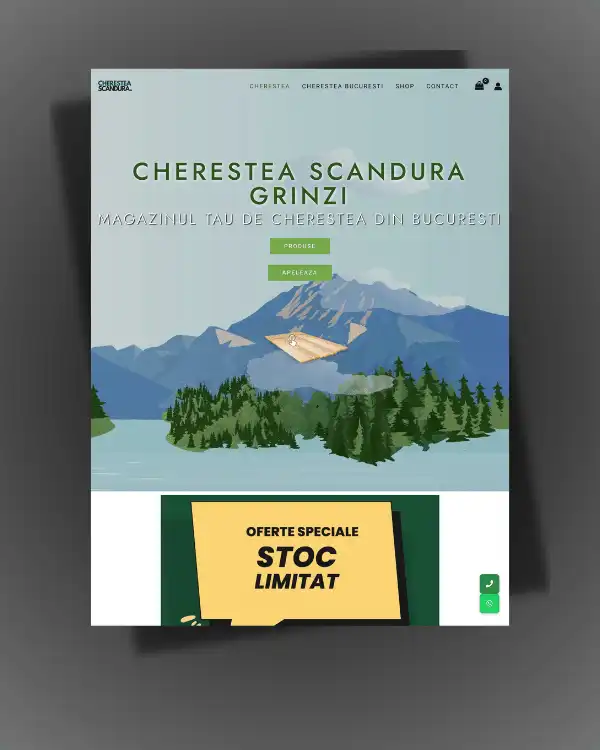 CHERESTEA
SCANDURA
CHERESTEA CHERESTEA BUCURESTI SHOP CONTACT 0
CHERESTEA SCANDURA
GRINZI
MAGAZINUL TAU DE CHERESTEA DIN BUCURESTI
PRODUSE
APELEAZA
OFERTE SPECIALE
STOC
LIMITAT